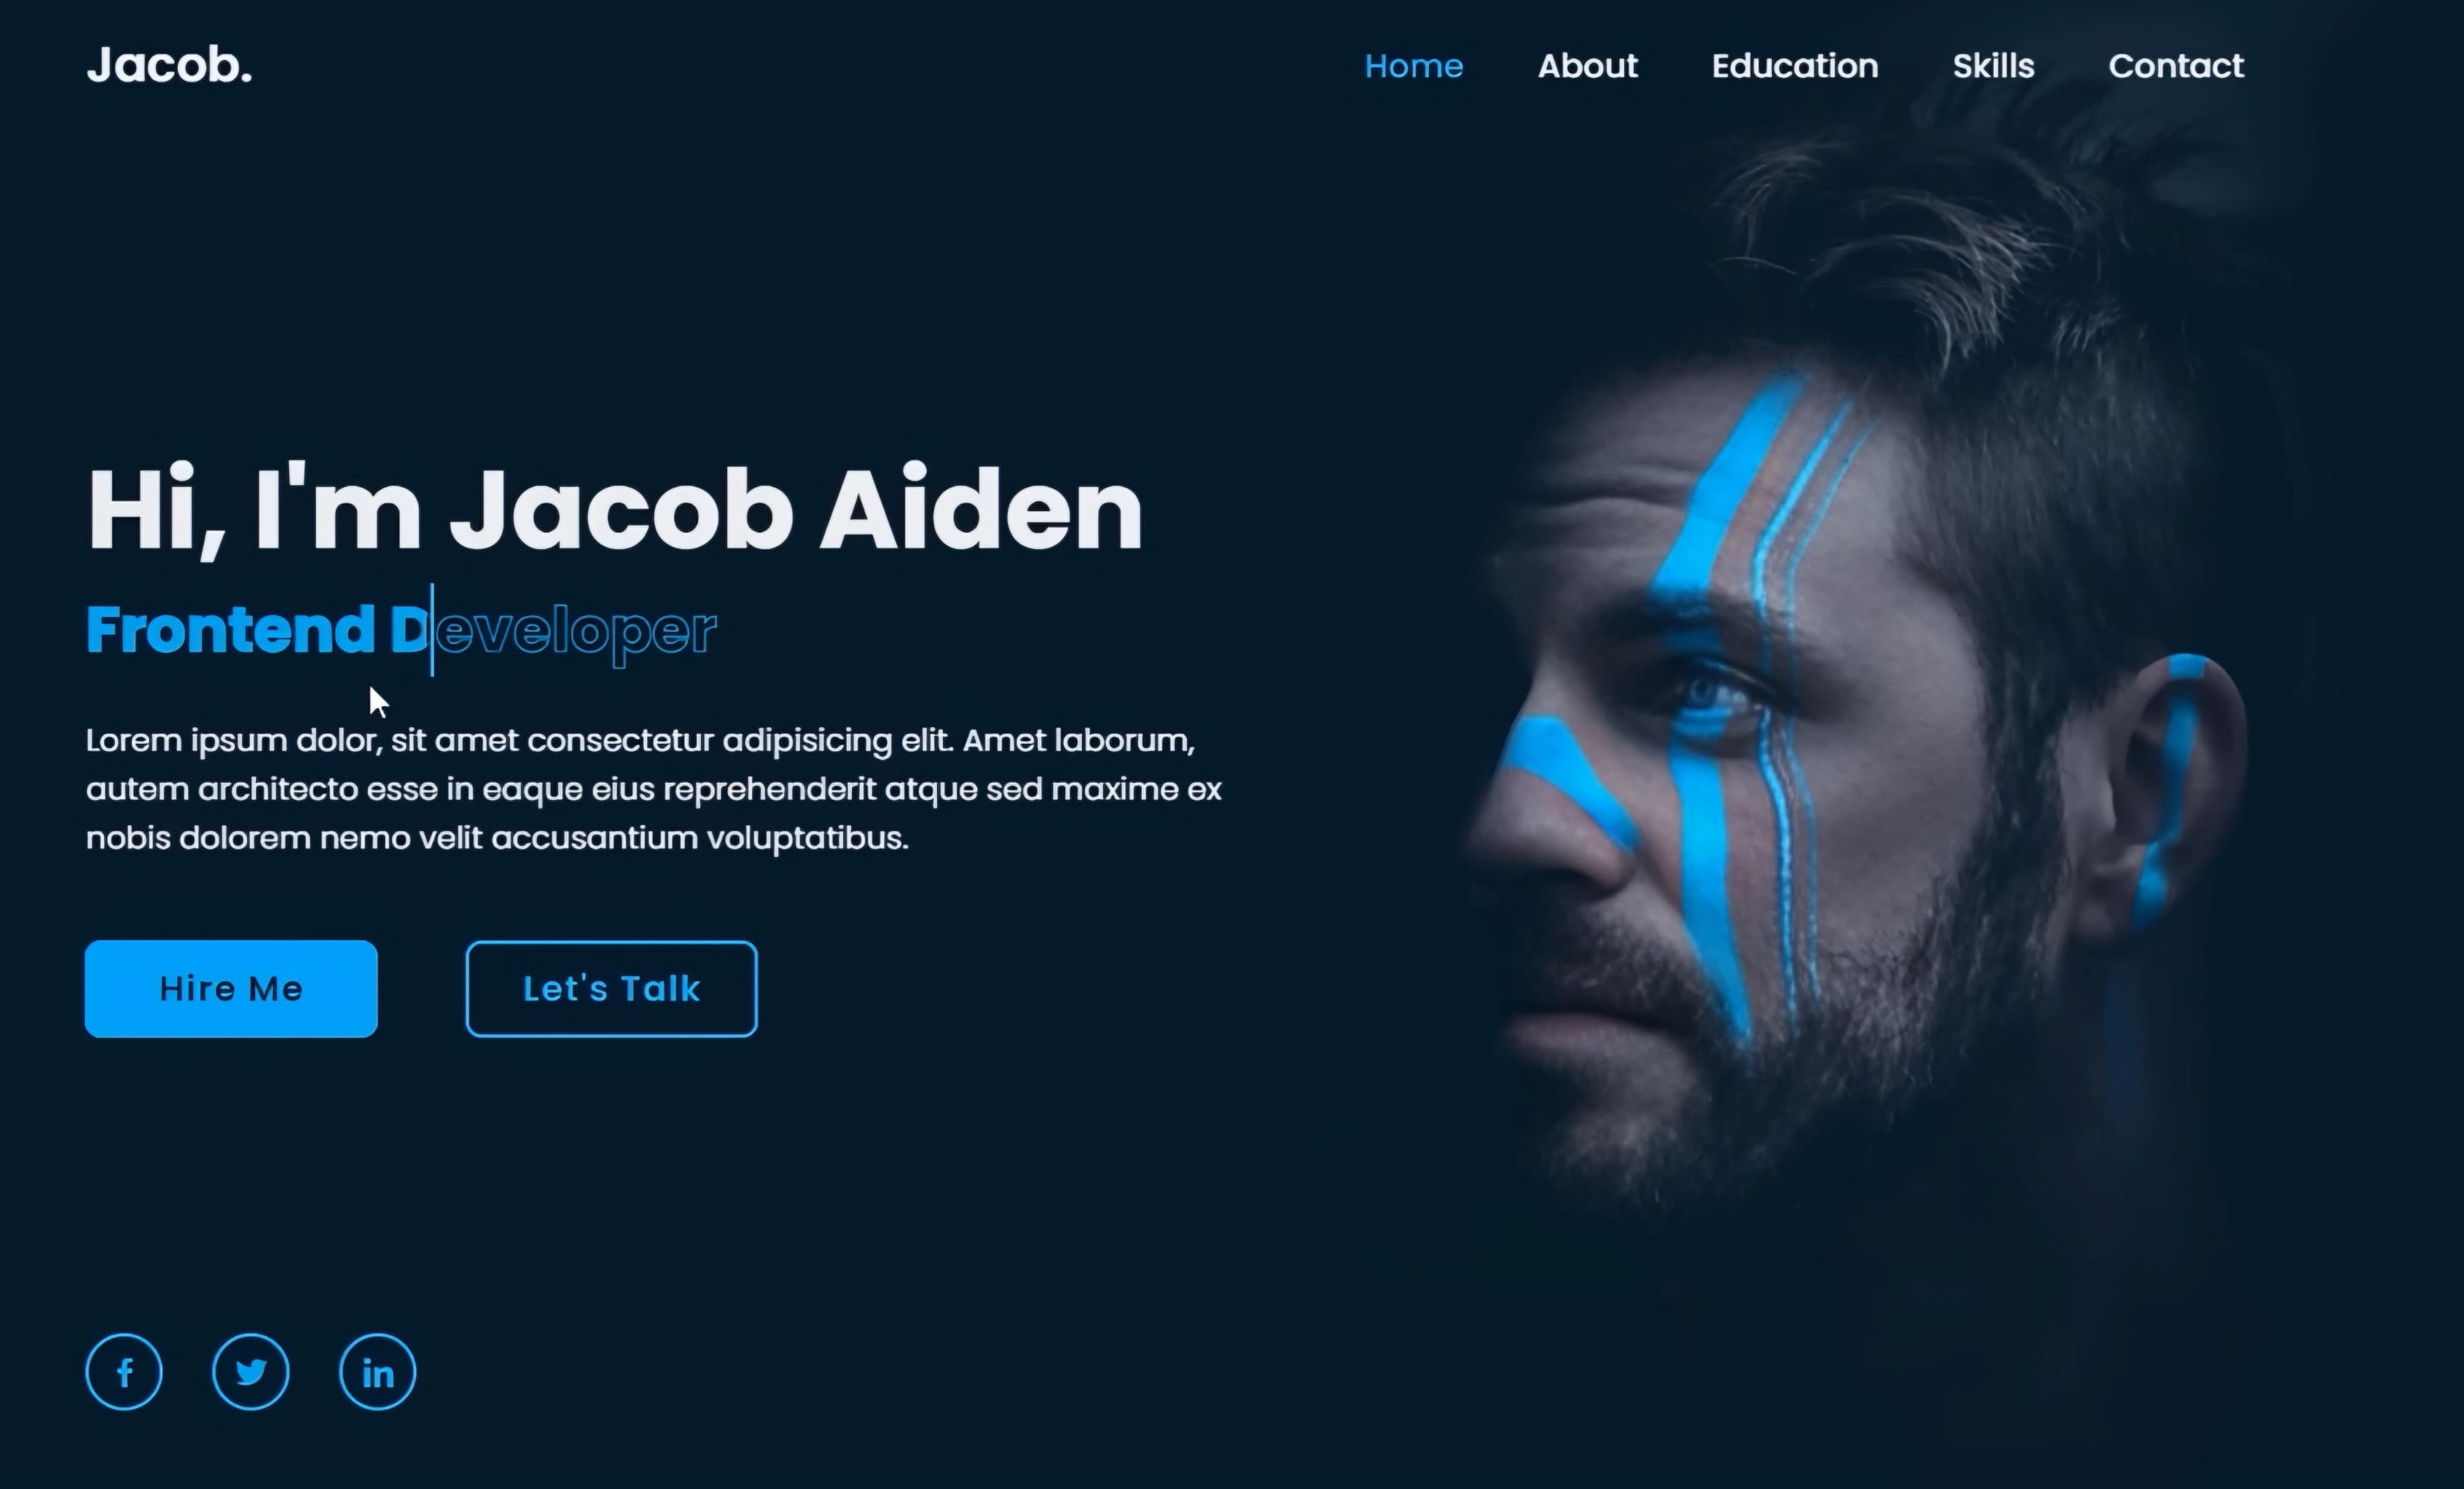 Jacob.
Home About Education Skills Contact
Hi, I'm Jacob Aiden
Frontend Developer
Lorem ipsum dolor, sit amet consectetur adipisicing elit. Amet laborum,
autem architecto esse in eaque eius reprehenderit atque sed maxime ex
nobis dolorem nemo velit accusantium voluptatibus.
Hire Me Let's Talk